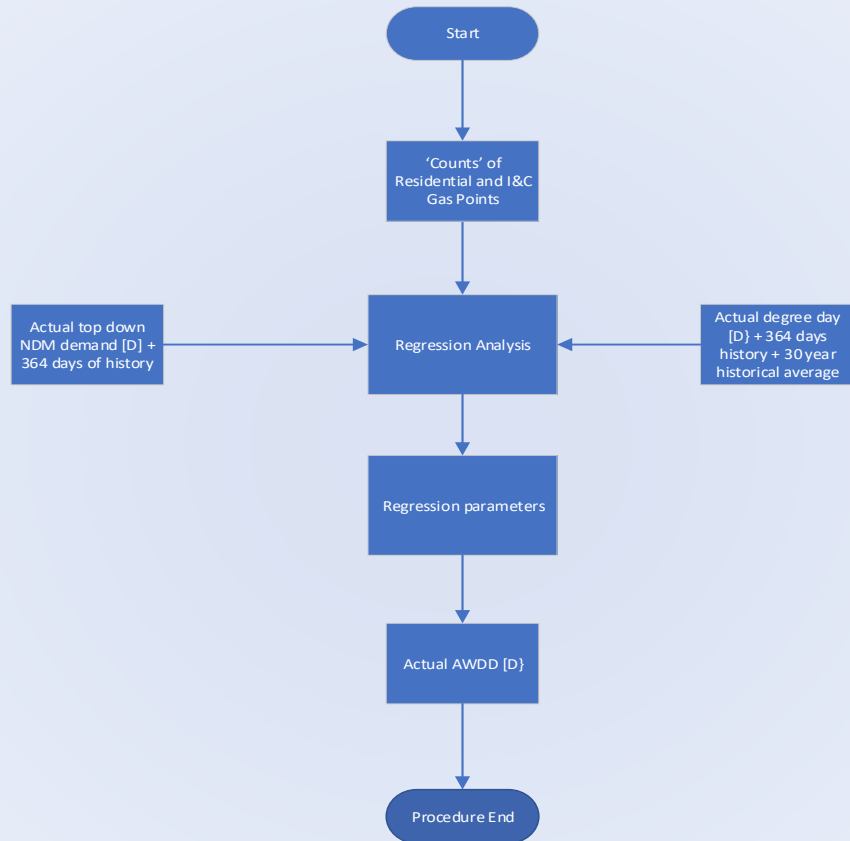 Start
‘Counts’ of
Residential and I&C
Gas Points
Actual top down
NDM demand [D] +
364 days of history
Regression Analysis
Actual degree day
[D} + 364 days
history + 30 year
historical average
Regression parameters
Actual AWDD [D}
Procedure End